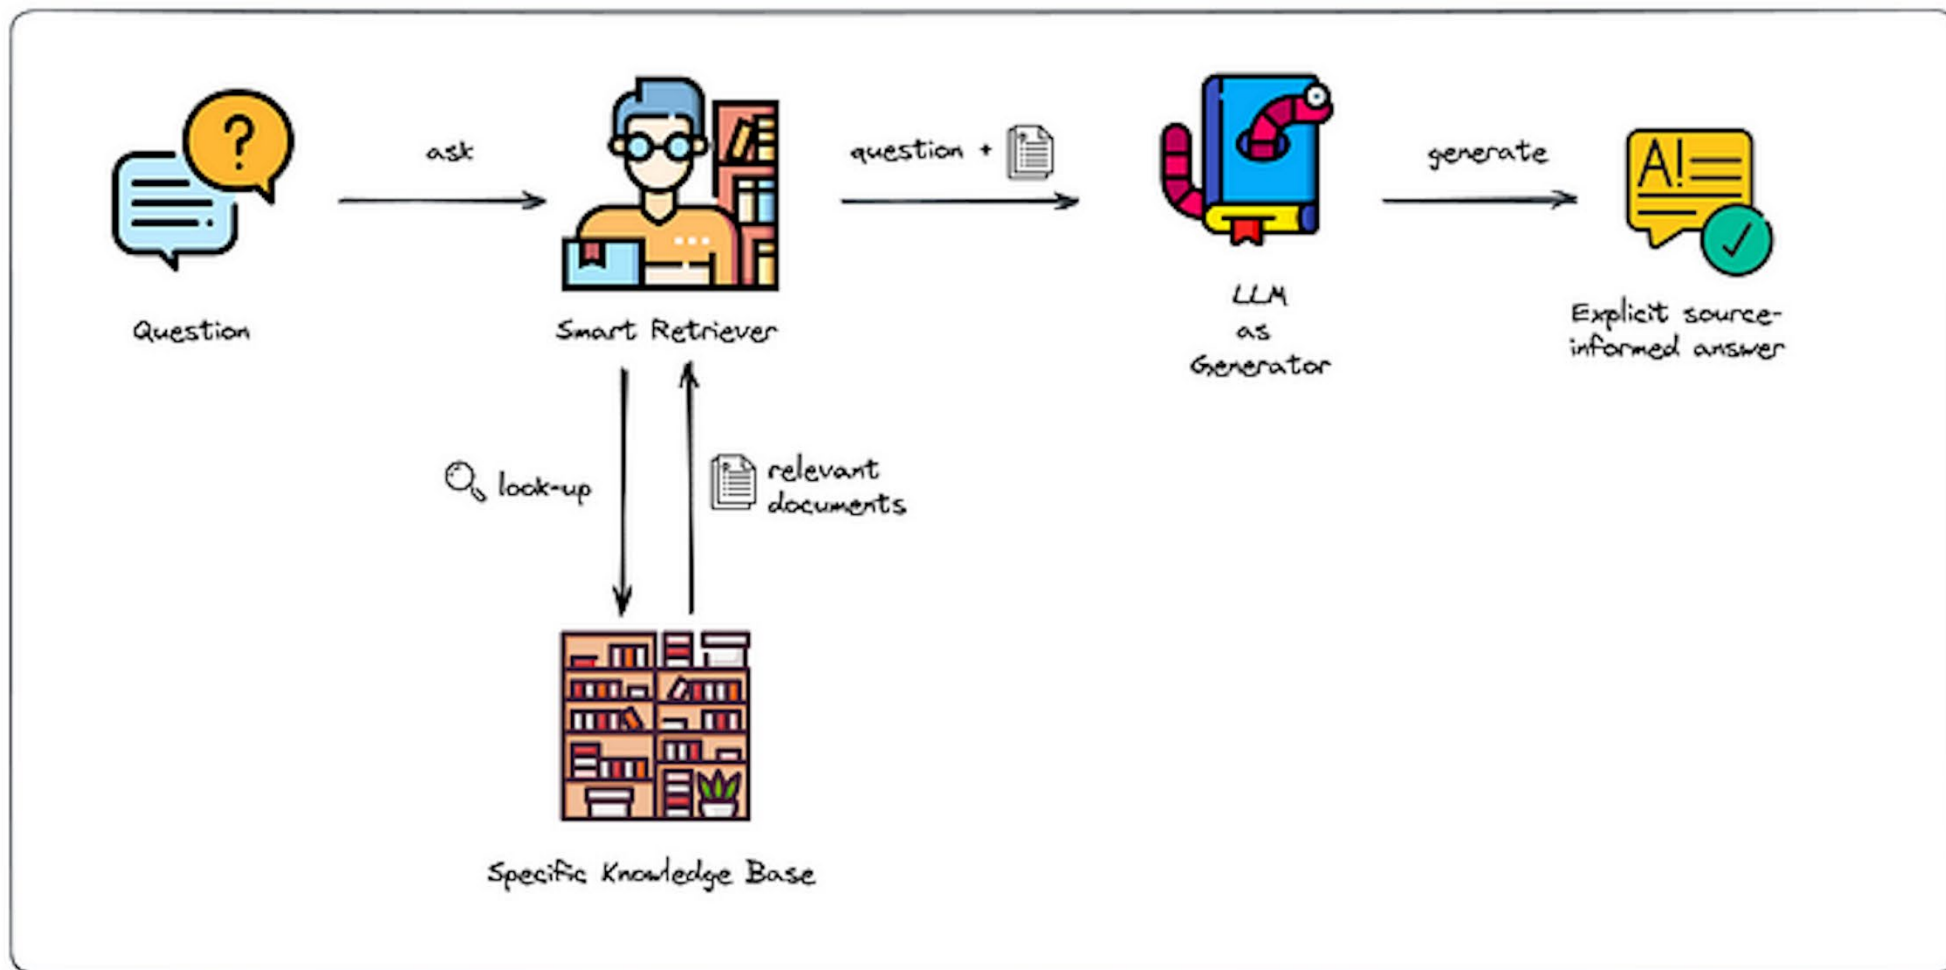 ?
ask
question +
generate
A!
Question
Smart Retriever
LLM
as
Generator
Explicit source-
informed answer
look-up
relevant
documents
Specific Knowledge Base